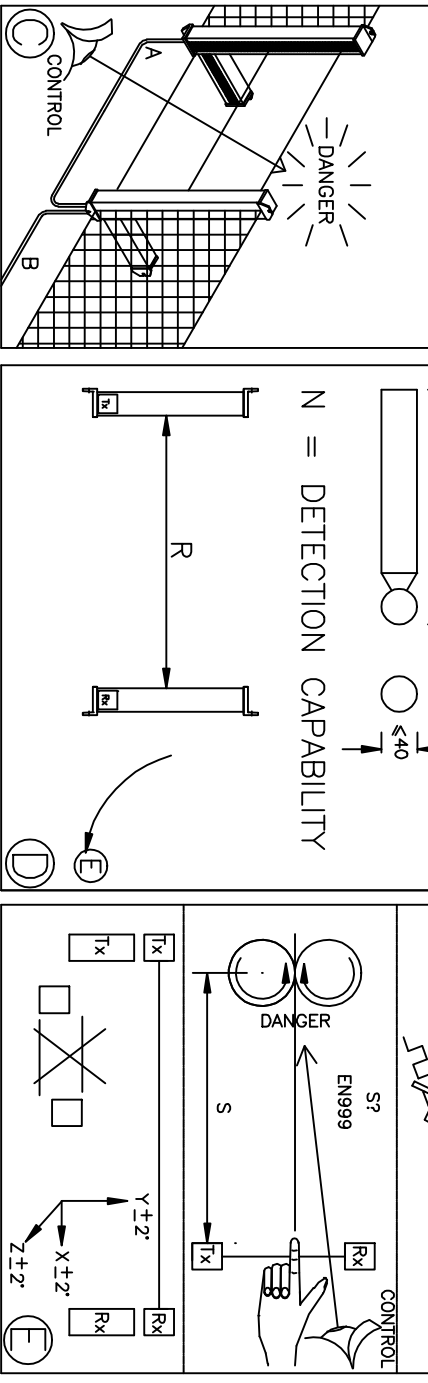 C
CONTROL
A
DANGER
B
≤40
N = DETECTION CAPABILITY
R
Tx
Rx
E
D
DANGER
S?
EN999
S
Rx
Tx
CONTROL
Tx
Rx
Tx
Rx
Y±2°
X±2°
Z±2°
E